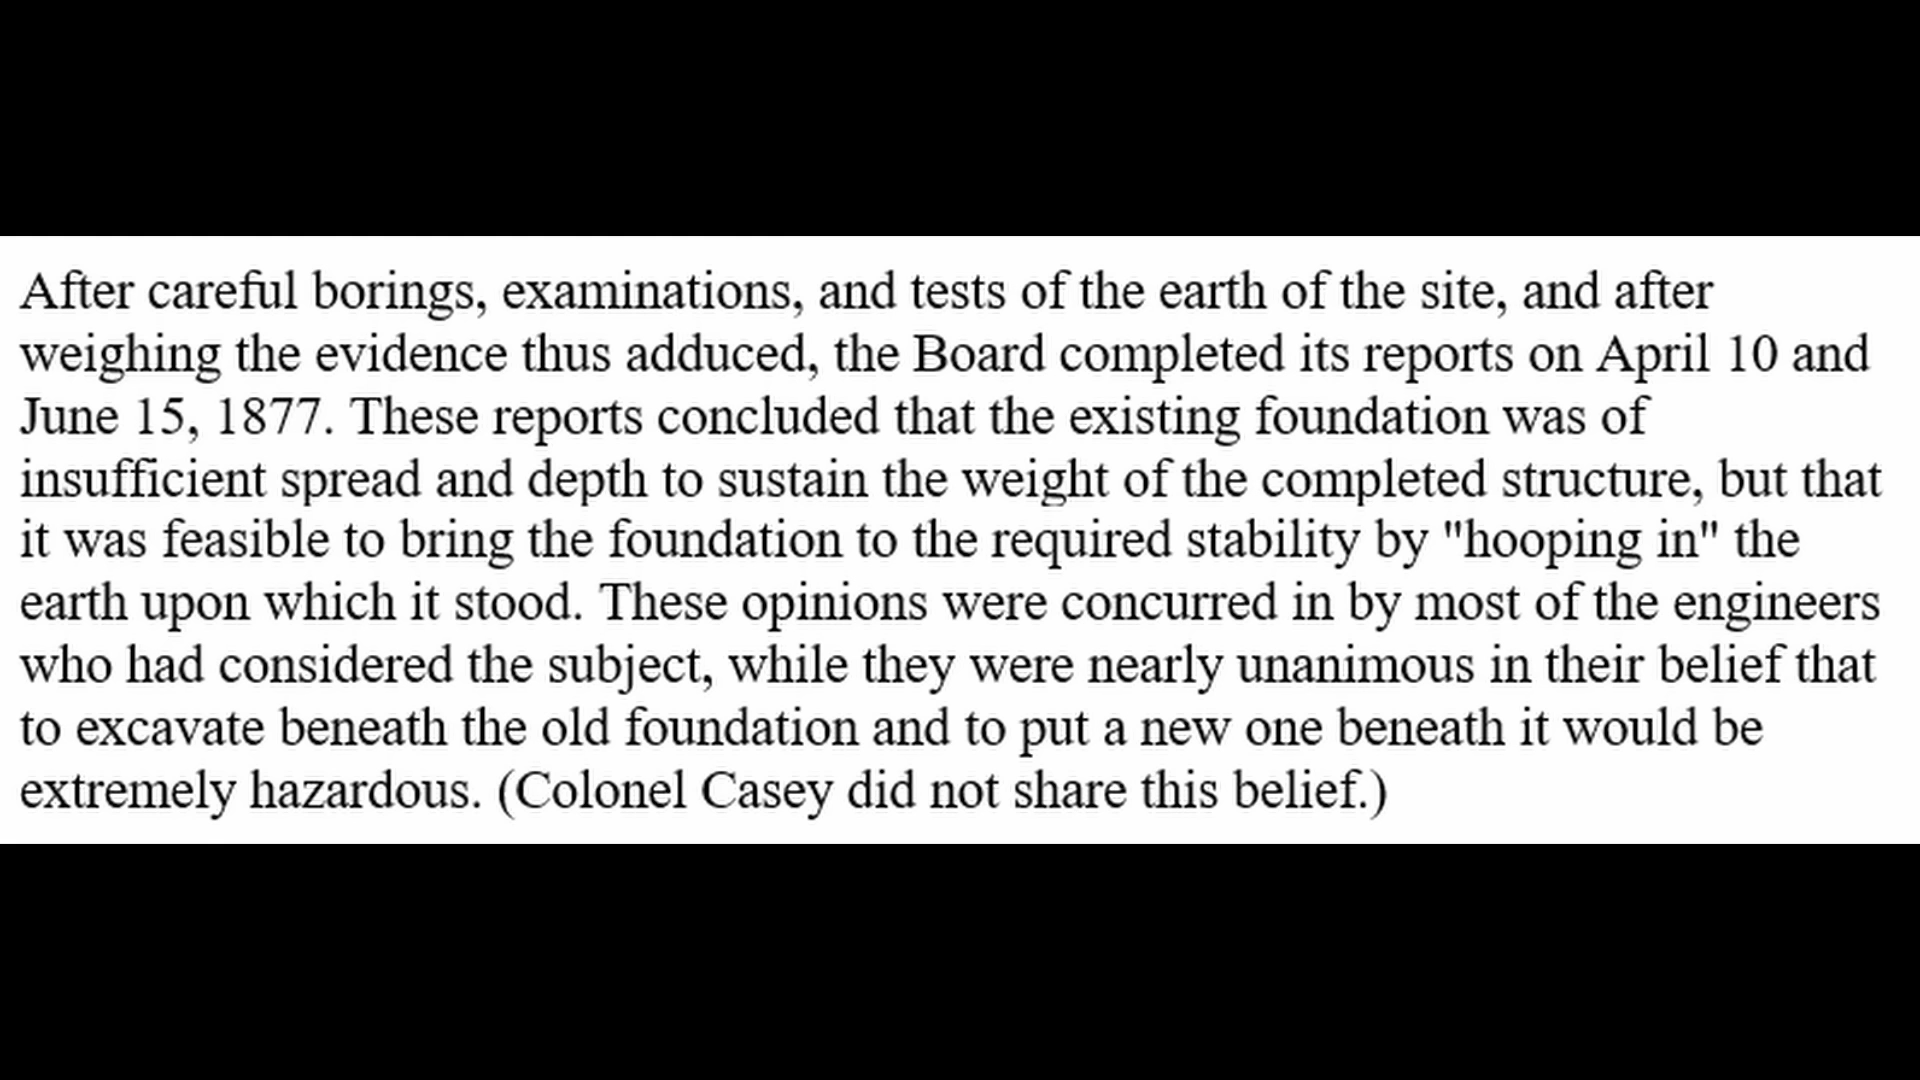 After careful borings, examinations, and tests of the earth of the site, and after
weighing the evidence thus adduced, the Board completed its reports on April 10 and
June 15, 1877. These reports concluded that the existing foundation was of
insufficient spread and depth to sustain the weight of the completed structure, but that
it was feasible to bring the foundation to the required stability by "hooping in" the
earth upon which it stood. These opinions were concurred in by most of the engineers
who had considered the subject, while they were nearly unanimous in their belief that
to excavate beneath the old foundation and to put a new one beneath it would be
extremely hazardous. (Colonel Casey did not share this belief.)